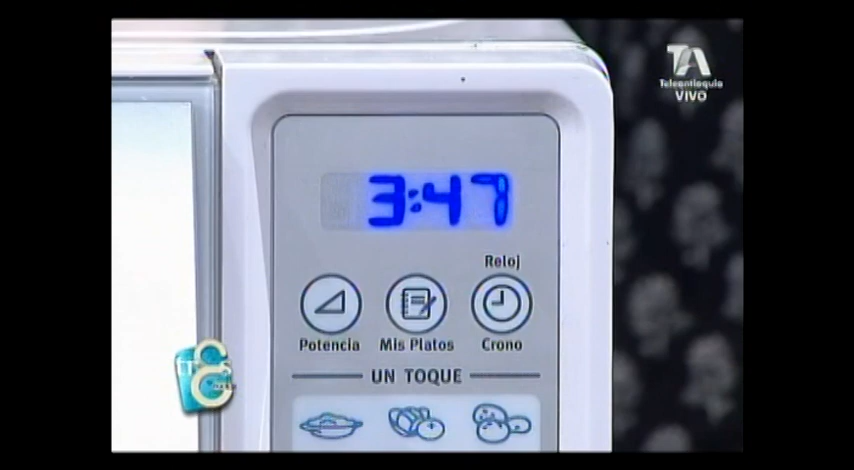 TA
Teleantioquia
VIVO
3:47
Reloj
Potencia
Mis Platos
Crono
UN TOQUE